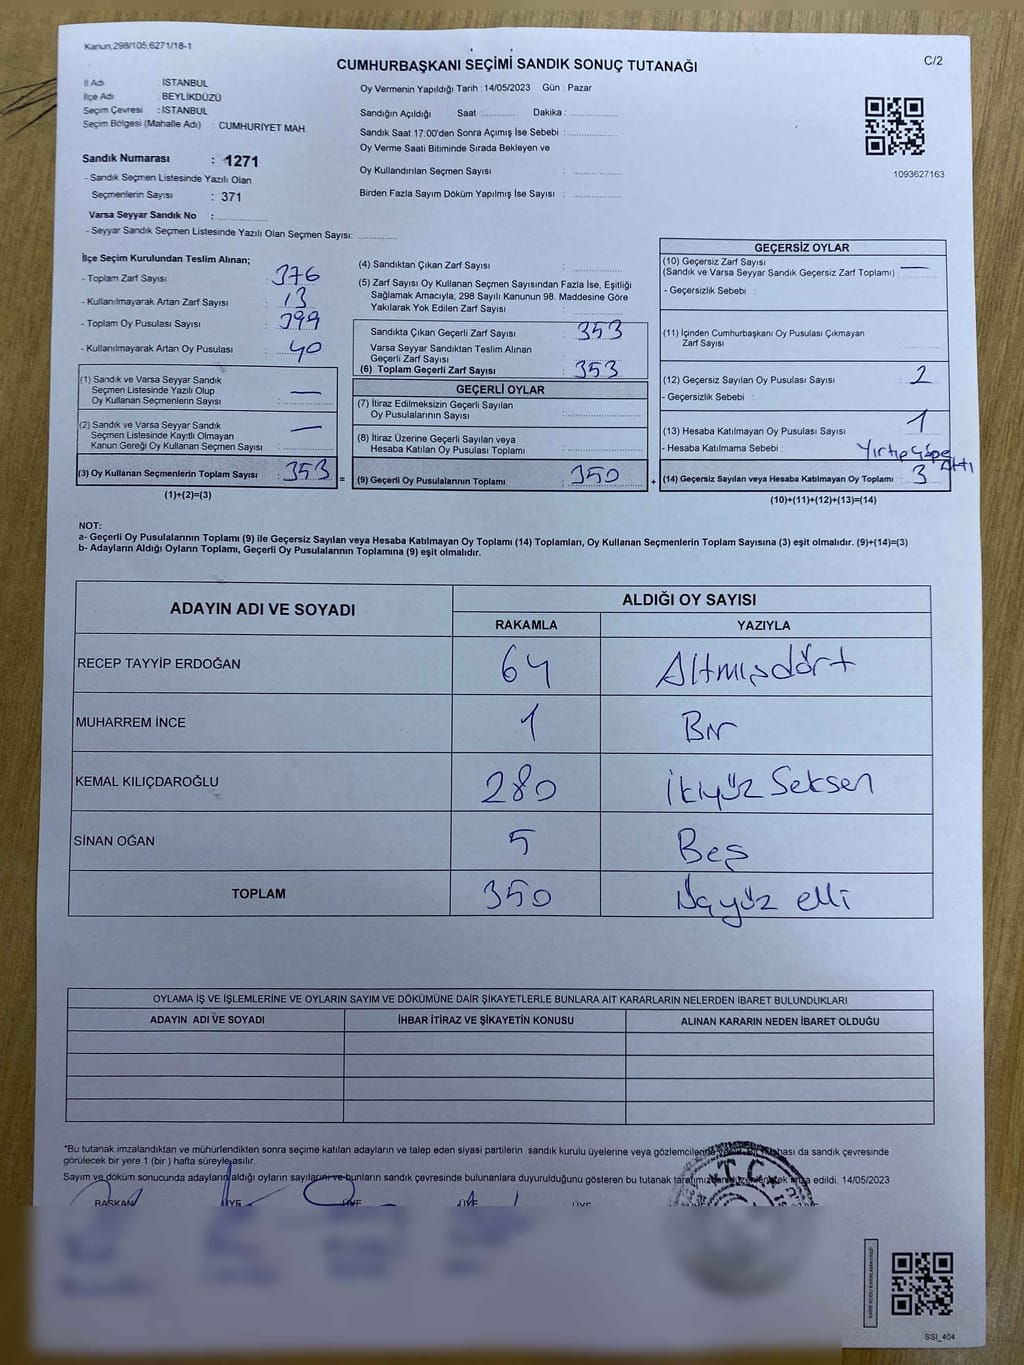 Kanun,298/105,6271/18-1
CUMHURBAŞKANI SEÇİMİ SANDIK SONUÇ TUTANAĞI
C/2
İl Adı İSTANBUL
İlçe Adı : BEYLİKDÜZÜ
Seçim Çevresi : İSTANBUL
Seçim Bölgesi (Mahalle Adı) : CUMHURİYET MAH.
Sandık Numarası : 1271
- Sandık Seçmen Listesinde Yazılı Olan
Seçmenlerin Sayısı : 371
Varsa Seyyar Sandık No :
- Seyyar Sandık Seçmen Listesinde Yazılı Olan Seçmen Sayısı:
Oy Vermenin Yapıldığı Tarih : 14/05/2023 Gün : Pazar
Sandığın Açıldığı Saat : Dakika :
Sandık Saat 17:00'den Sonra Açımış İse Sebebi :
Oy Verme Saati Bitiminde Sırada Bekleyen ve
Oy Kullandırılan Seçmen Sayısı :
Birden Fazla Sayım Döküm Yapılmış İse Sayısı :
1093627163
İlçe Seçim Kurulundan Teslim Alınan;
- Toplam Zarf Sayısı : 376
- Kullanılmayarak Artan Zarf Sayısı : 13
- Toplam Oy Pusulası Sayısı : 399
- Kullanılmayarak Artan Oy Pusulası : 40
(1) Sandık ve Varsa Seyyar Sandık
Seçmen Listesinde Yazılı Olup
Oy Kullanan Seçmenlerin Sayısı : —
(2) Sandık ve Varsa Seyyar Sandık
Seçmen Listesinde Kayıtlı Olmayan
Kanun Gereği Oy Kullanan Seçmen Sayısı : —
(3) Oy Kullanan Seçmenlerin Toplam Sayısı : 353
(1)+(2)=(3)
=
(4) Sandıktan Çıkan Zarf Sayısı :
(5) Zarf Sayısı Oy Kullanan Seçmen Sayısından Fazla İse, Eşitliği
Sağlamak Amacıyla; 298 Sayılı Kanunun 98. Maddesine Göre
Yakılarak Yok Edilen Zarf Sayısı :
Sandıkta Çıkan Geçerli Zarf Sayısı : 353
Varsa Seyyar Sandıktan Teslim Alınan
Geçerli Zarf Sayısı :
(6) Toplam Geçerli Zarf Sayısı : 353
GEÇERLİ OYLAR
(7) İtiraz Edilmeksizin Geçerli Sayılan
Oy Pusulalarının Sayısı :
(8) İtiraz Üzerine Geçerli Sayılan veya
Hesaba Katılan Oy Pusulası Toplamı :
(9) Geçerli Oy Pusulalarının Toplamı : 350
+
GEÇERSİZ OYLAR
(10) Geçersiz Zarf Sayısı
(Sandık ve Varsa Seyyar Sandık Geçersiz Zarf Toplamı) : —
- Geçersizlik Sebebi :
(11) İçinden Cumhurbaşkanı Oy Pusulası Çıkmayan
Zarf Sayısı :
(12) Geçersiz Sayılan Oy Pusulası Sayısı : 2
- Geçersizlik Sebebi :
(13) Hesaba Katılmayan Oy Pusulası Sayısı : 1
- Hesaba Katılmama Sebebi : Yırtıp çöpe Attı
(14) Geçersiz Sayılan veya Hesaba Katılmayan Oy Toplamı : 3
(10)+(11)+(12)+(13)=(14)
NOT:
a- Geçerli Oy Pusulalarının Toplamı (9) ile Geçersiz Sayılan veya Hesaba Katılmayan Oy Toplamı (14) Toplamları, Oy Kullanan Seçmenlerin Toplam Sayısına (3) eşit olmalıdır. (9)+(14)=(3)
b- Adayların Aldığı Oyların Toplamı, Geçerli Oy Pusulalarının Toplamına (9) eşit olmalıdır.
ADAYIN ADI VE SOYADI ALDIĞI OY SAYISI
RAKAMLA YAZIYLA
RECEP TAYYİP ERDOĞAN 64 Altmışdört
MUHARREM İNCE 1 Bir
KEMAL KILIÇDAROĞLU 280 ikiyüz Seksen
SİNAN OĞAN 5 Beş
TOPLAM 350 Üçyüz elli
OYLAMA İŞ VE İŞLEMLERİNE VE OYLARIN SAYIM VE DÖKÜMÜNE DAİR ŞİKAYETLERLE BUNLARA AİT KARARLARIN NELERDEN İBARET BULUNDUKLARI
ADAYIN ADI VE SOYADI İHBAR İTİRAZ VE ŞİKAYETİN KONUSU ALINAN KARARIN NEDEN İBARET OLDUĞU
*Bu tutanak imzalandıktan ve mühürlendikten sonra seçime katılan adayların ve talep eden siyasi partilerin sandık kurulu üyelerine veya gözlemcilerine da sandık çevresinde
görülecek bir yere 1 (bir ) hafta süreyle asılır.
Sayım ve döküm sonucunda adayların aldığı oyların sayılarını ve bunların sandık çevresinde bulunanlara duyurulduğunu gösteren bu tutanak edildi. 14/05/2023
BAŞKAN ÜYE ÜYE ÜYE ÜYE
T.C.
SSI_404